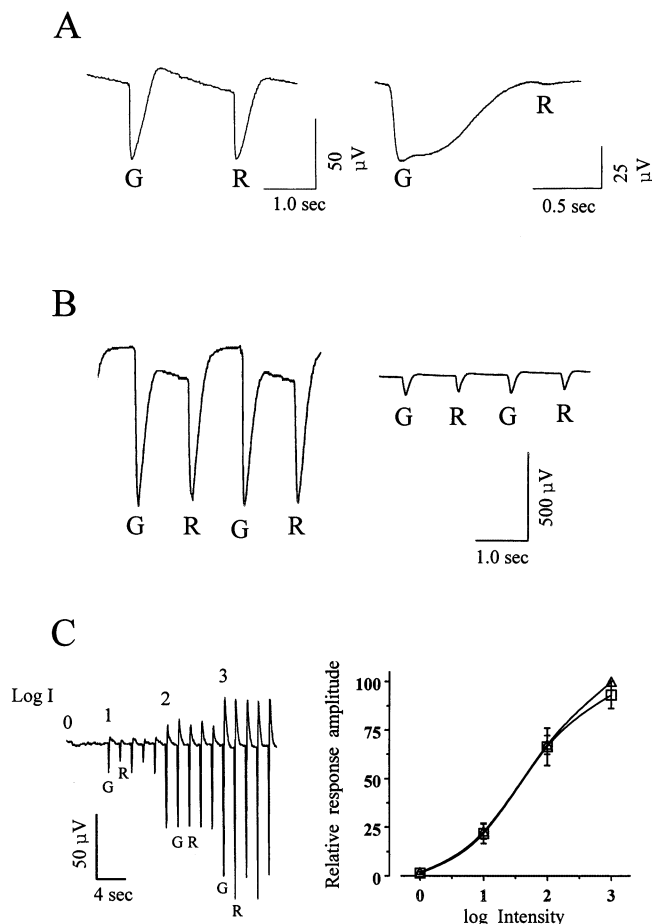 A
G R
50 µV
1.0 sec
G
R
25 µV
0.5 sec
B
G R G R
G R G R
500 µV
1.0 sec
C
Log I
0 1 2 3
G R
G R
G
R
50 µV
4 sec
Relative response amplitude
100
75
50
25
0
0 1 2 3
log Intensity